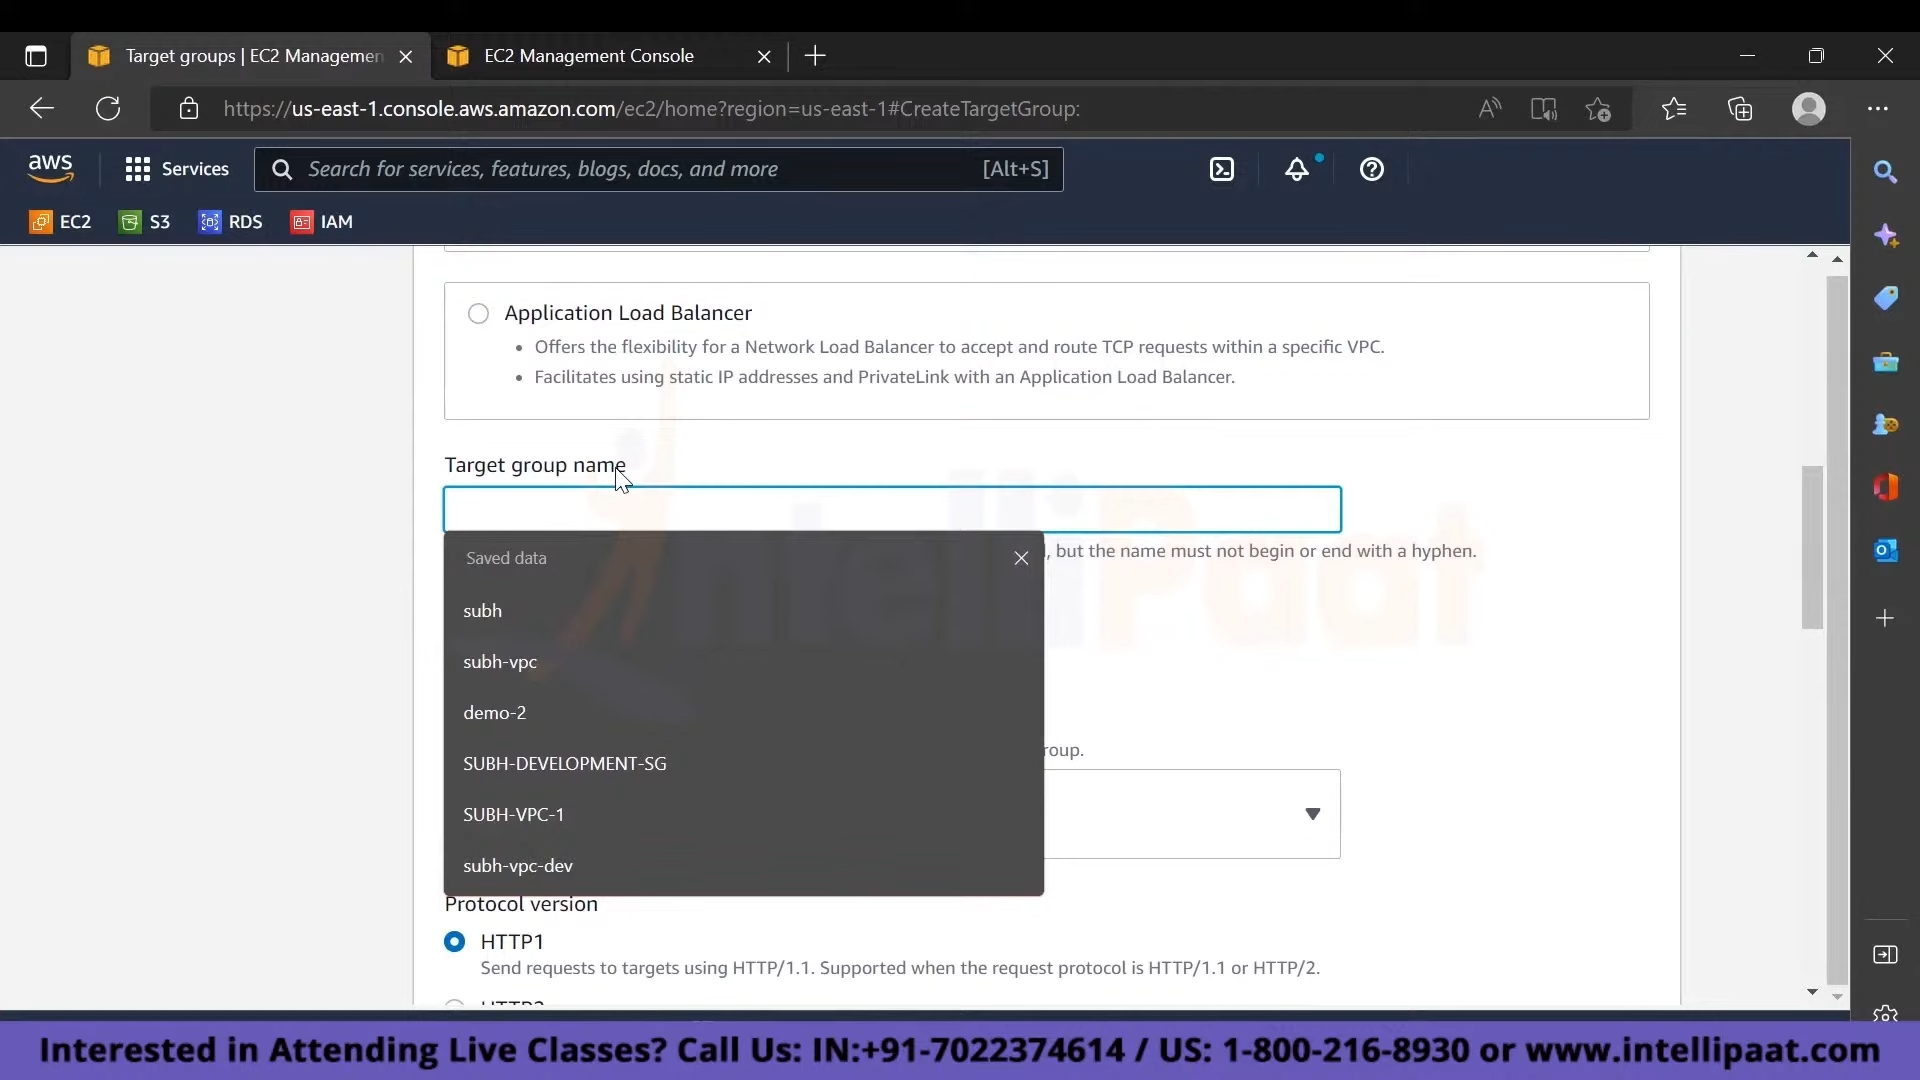 Target groups | EC2 Managemen
EC2 Management Console
https://us-east-1.console.aws.amazon.com/ec2/home?region=us-east-1#CreateTargetGroup:
aws
Services
Search for services, features, blogs, docs, and more
[Alt+S]
EC2
S3
RDS
IAM
Application Load Balancer
• Offers the flexibility for a Network Load Balancer to accept and route TCP requests within a specific VPC.
• Facilitates using static IP addresses and PrivateLink with an Application Load Balancer.
Target group name
Saved data
, but the name must not begin or end with a hyphen.
subh
subh-vpc
demo-2
roup.
SUBH-DEVELOPMENT-SG
SUBH-VPC-1
subh-vpc-dev
Protocol version
HTTP1
Send requests to targets using HTTP/1.1. Supported when the request protocol is HTTP/1.1 or HTTP/2.
HTTP2
IntelliPaat
Interested in Attending Live Classes? Call Us: IN:+91-7022374614 / US: 1-800-216-8930 or www.intellipaat.com